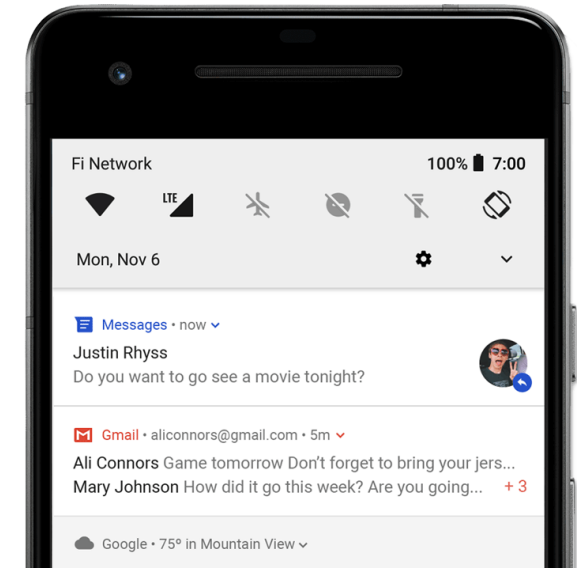 Fi Network 100% 7:00
LTE
Mon, Nov 6
Messages • now
Justin Rhyss
Do you want to go see a movie tonight?
Gmail • aliconnors@gmail.com • 5m
Ali Connors Game tomorrow Don’t forget to bring your jers...
Mary Johnson How did it go this week? Are you going... + 3
Google • 75º in Mountain View